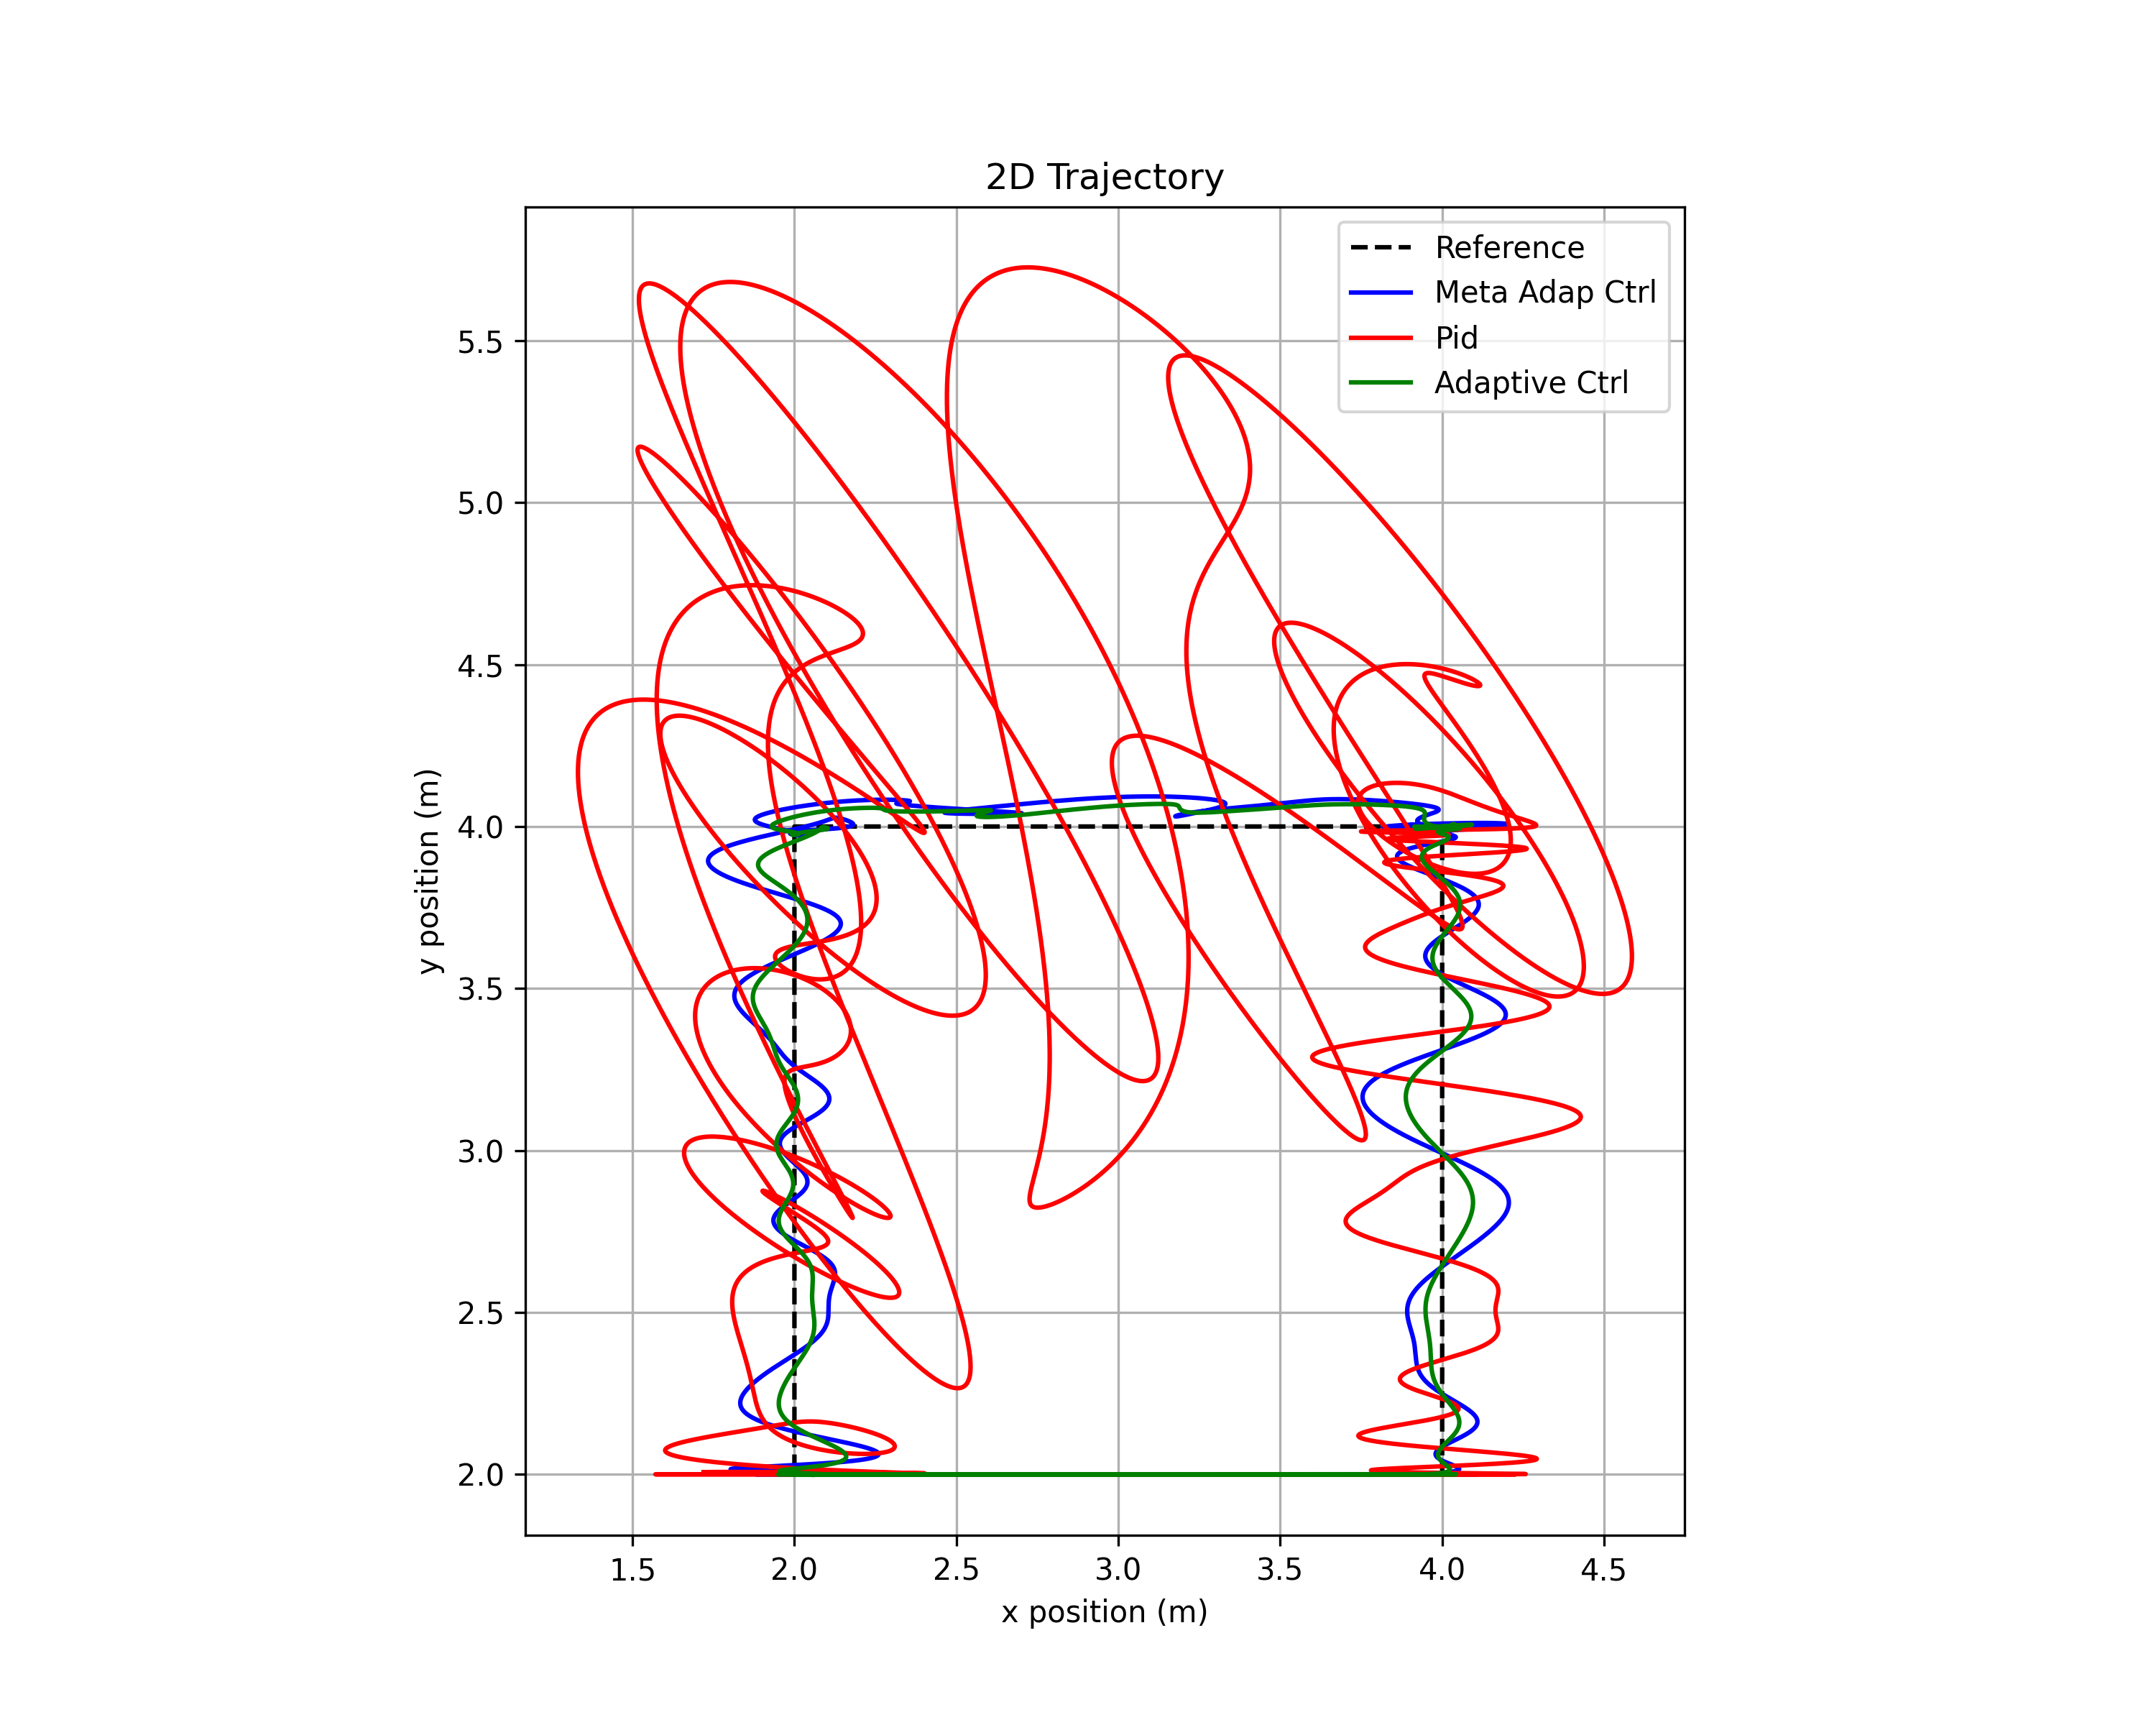 2D Trajectory
Reference
Meta Adap Ctrl
Pid
Adaptive Ctrl
y position (m)
5.5
5.0
4.5
4.0
3.5
3.0
2.5
2.0
1.5 2.0 2.5 3.0 3.5 4.0 4.5
x position (m)